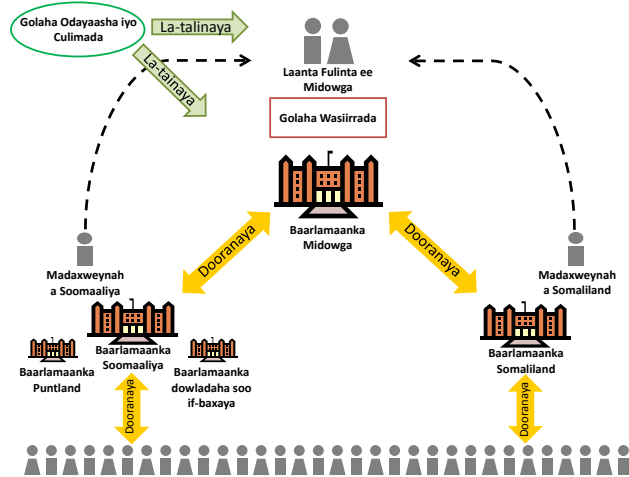 Golaha Odayaasha iyo
Culimada
La-talinaya
La-tainaya
Laanta Fulinta ee
Midowga
Golaha Wasiirrada
Baarlamaanka
Midowga
Dooranaya
Dooranaya
Madaxweynah
a Soomaaliya
Madaxweynah
a Somaliland
Baarlamaanka
Puntland
Baarlamaanka
Soomaaliya
Baarlamaanka
dowladaha soo
if-baxaya
Baarlamaanka
Somaliland
Dooranaya
Dooranaya